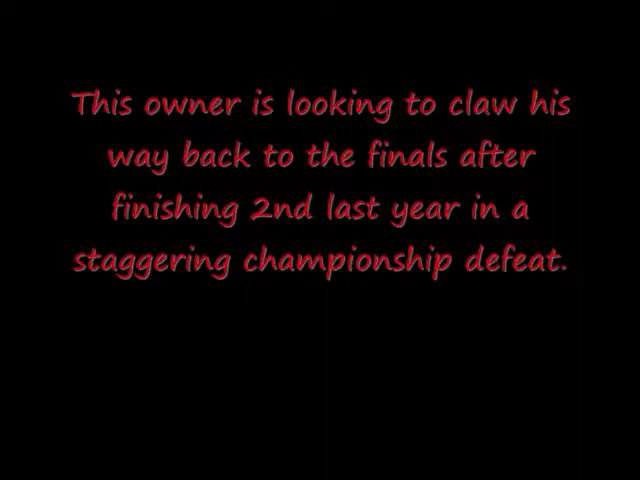 This owner is looking to claw his
way back to the finals after
finishing 2nd last year in a
staggering championship defeat.